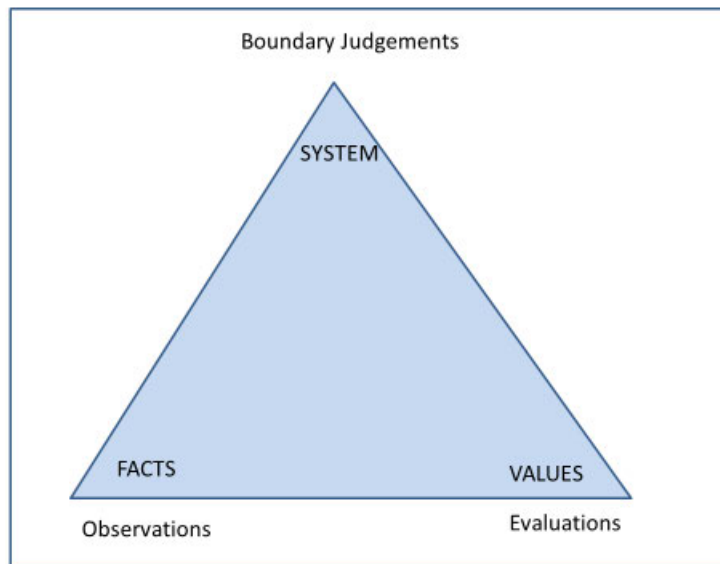 Boundary Judgements
SYSTEM
FACTS
VALUES
Observations
Evaluations